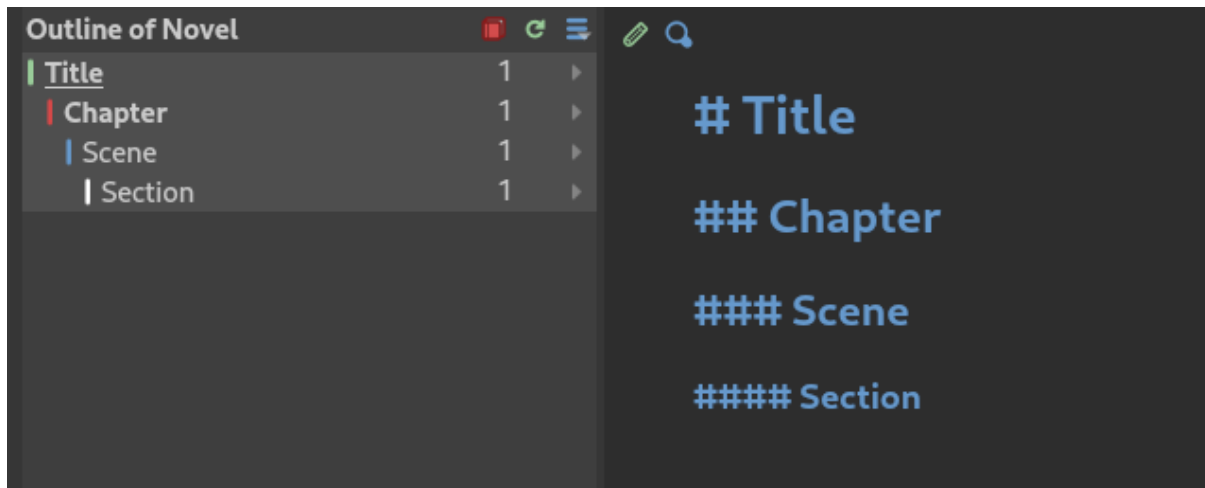 Outline of Novel
Title 1
Chapter 1
Scene 1
Section 1
# Title
## Chapter
### Scene
#### Section